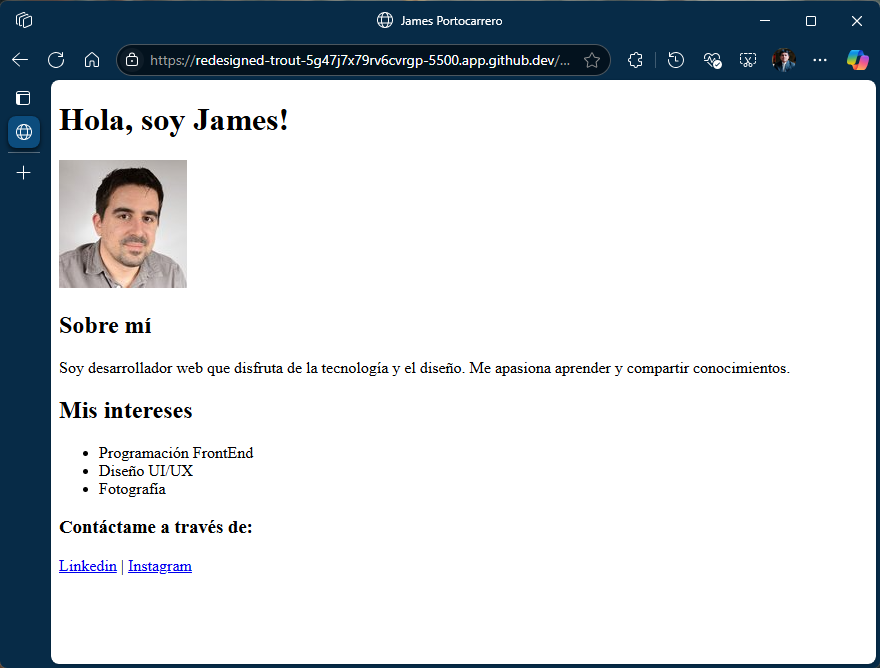 James Portocarrero
https://redesigned-trout-5g47j7x79rv6cvrgp-5500.app.github.dev/...
Hola, soy James!
Sobre mí
Soy desarrollador web que disfruta de la tecnología y el diseño. Me apasiona aprender y compartir conocimientos.
Mis intereses
• Programación FrontEnd
• Diseño UI/UX
• Fotografía
Contáctame a través de:
Linkedin | Instagram